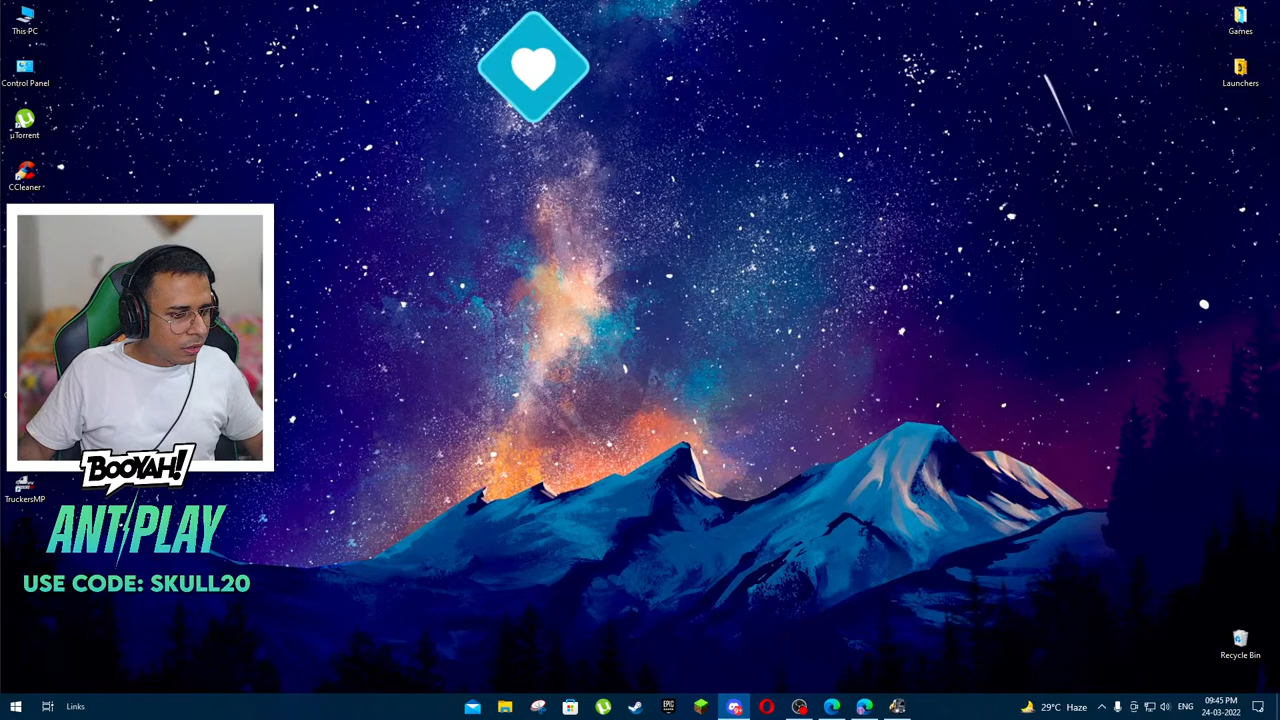 This PC
Control Panel
µTorrent
CCleaner
Games
Launchers
TruckersMP
BOOYAH!
ANTPLAY
USE CODE: SKULL20
Recycle Bin
Links
EPIC
29°C Haze
ENG
09:45 PM
24-03-2022